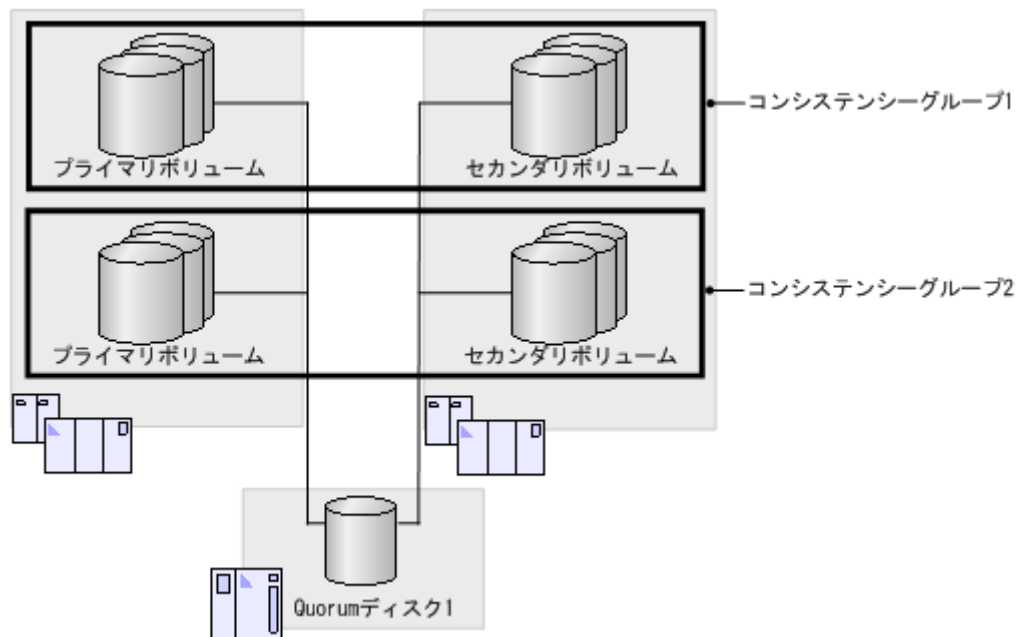 プライマリボリューム
セカンダリボリューム
コンシステンシーグループ1
プライマリボリューム
セカンダリボリューム
コンシステンシーグループ2
Quorumディスク1